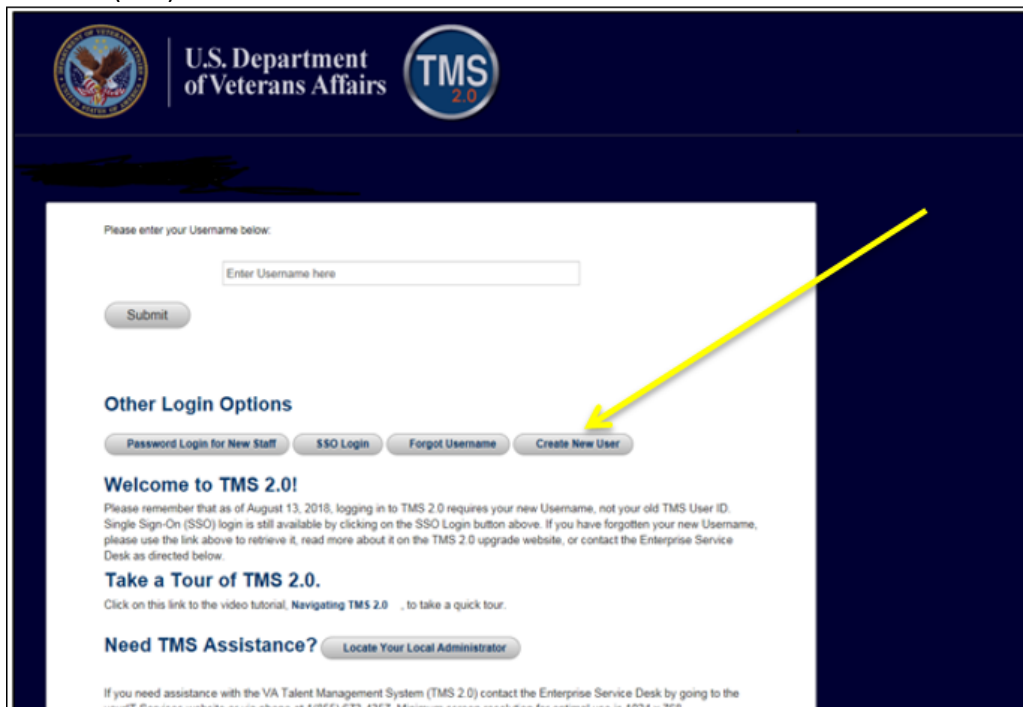 U.S. Department
of Veterans Affairs
TMS
2.0
Please enter your Username below:
Enter Username here
Submit
Other Login Options
Password Login for New Staff SSO Login Forgot Username Create New User
Welcome to TMS 2.0!
Please remember that as of August 13, 2018, logging in to TMS 2.0 requires your new Username, not your old TMS User ID.
Single Sign-On (SSO) login is still available by clicking on the SSO Login button above. If you have forgotten your new Username,
please use the link above to retrieve it, read more about it on the TMS 2.0 upgrade website, or contact the Enterprise Service
Desk as directed below.
Take a Tour of TMS 2.0.
Click on this link to the video tutorial, Navigating TMS 2.0 , to take a quick tour.
Need TMS Assistance? Locate Your Local Administrator
If you need assistance with the VA Talent Management System (TMS 2.0) contact the Enterprise Service Desk by going to the